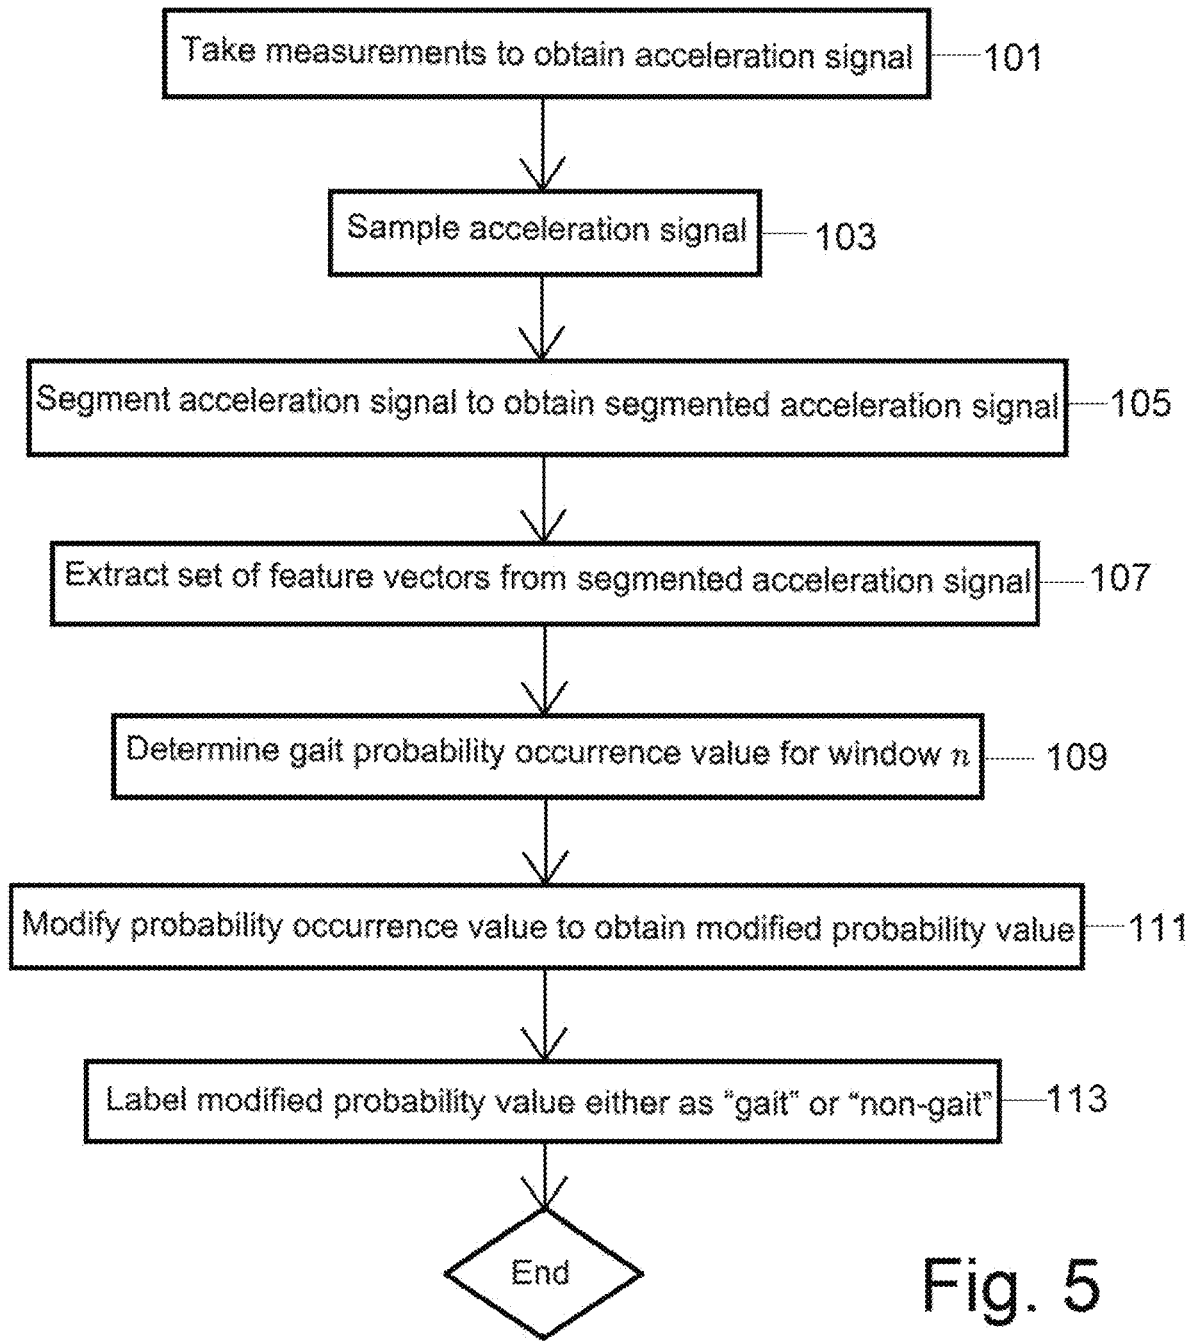 Take measurements to obtain acceleration signal 101
Sample acceleration signal 103
Segment acceleration signal to obtain segmented acceleration signal 105
Extract set of feature vectors from segmented acceleration signal 107
Determine gait probability occurrence value for window n 109
Modify probability occurrence value to obtain modified probability value 111
Label modified probability value either as “gait” or “non-gait” 113
End
Fig. 5